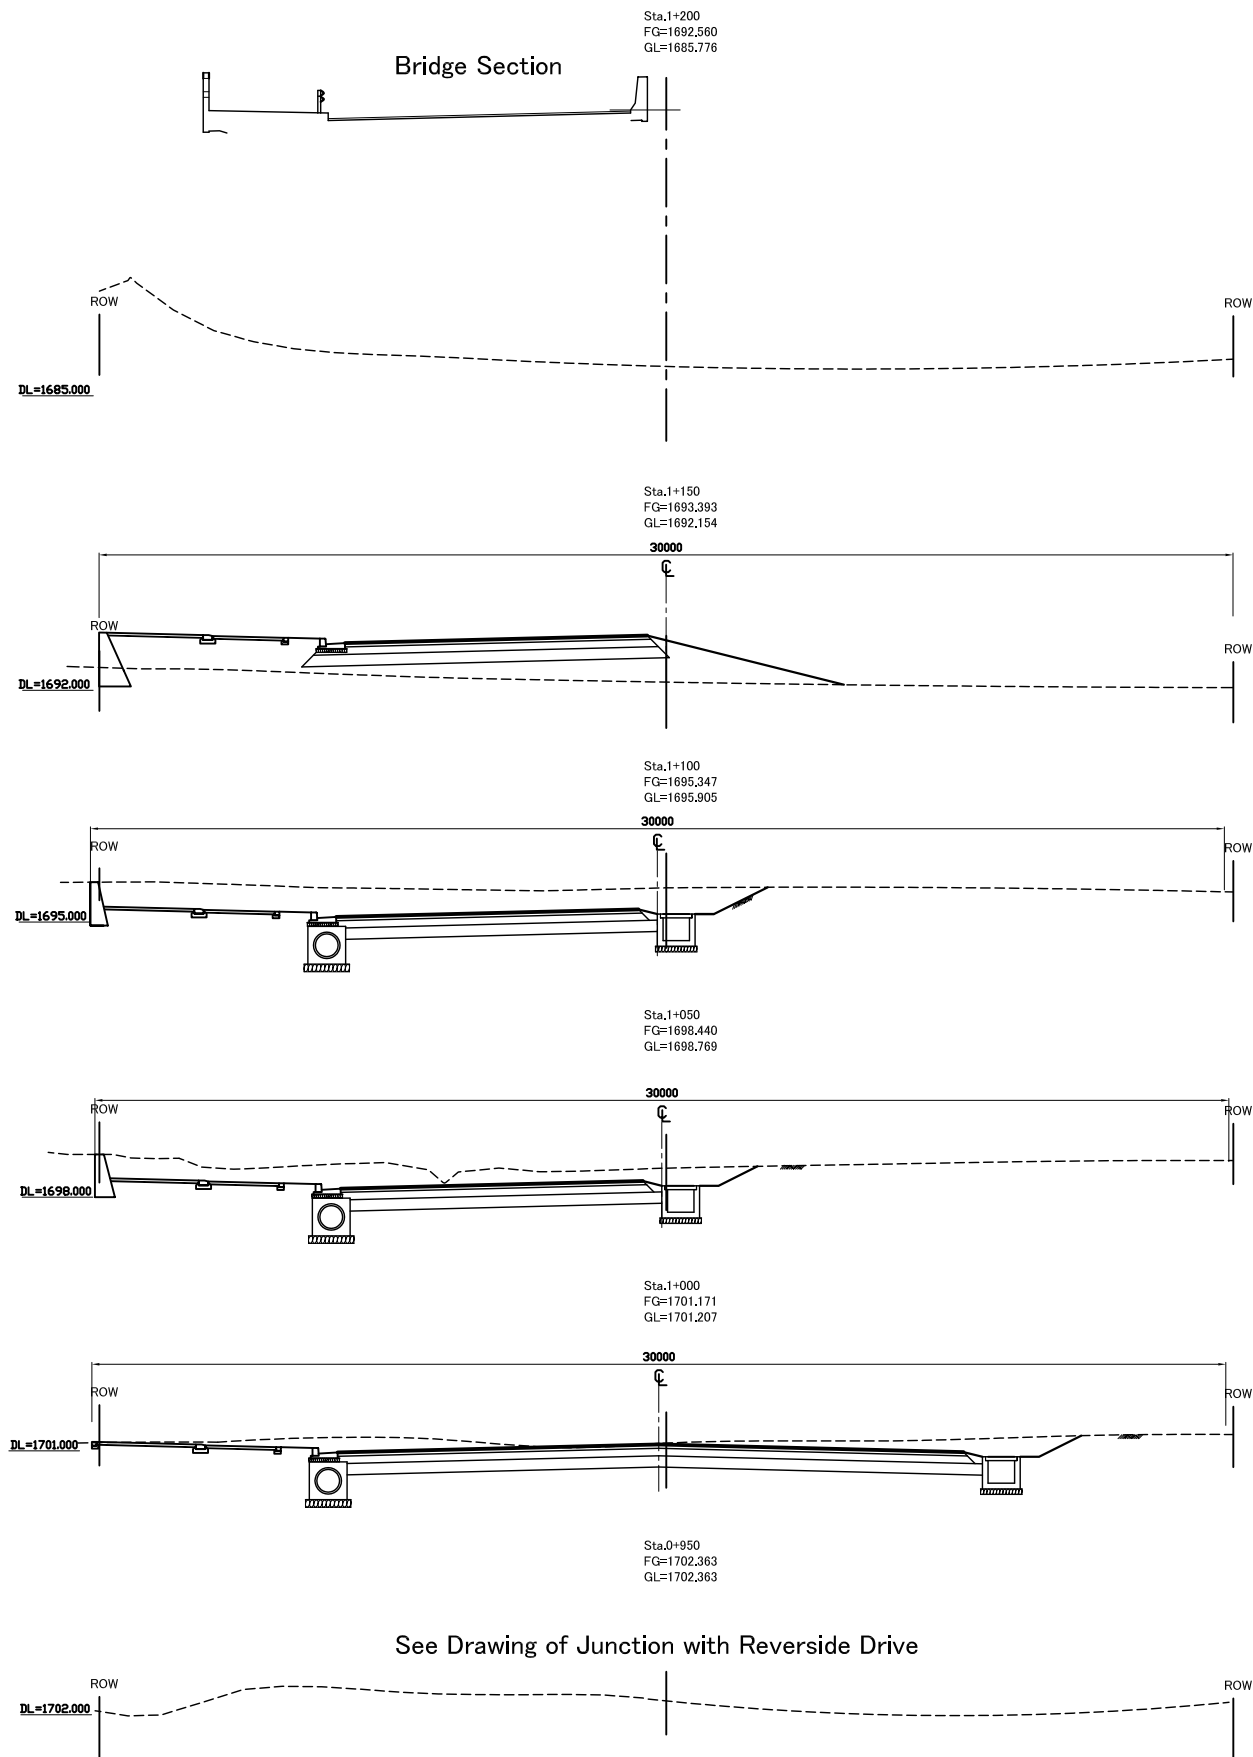 Sta.1+200
FG=1692.560
GL=1685.776
Bridge Section
ROW
ROW
DL=1685.000
Sta.1+150
FG=1693.393
GL=1692.154
30000
CL
ROW
ROW
DL=1692.000
Sta.1+100
FG=1695.347
GL=1695.905
30000
CL
ROW
ROW
DL=1695.000
Sta.1+050
FG=1698.440
GL=1698.769
30000
CL
ROW
ROW
DL=1698.000
Sta.1+000
FG=1701.171
GL=1701.207
30000
CL
ROW
ROW
DL=1701.000
Sta.0+950
FG=1702.363
GL=1702.363
See Drawing of Junction with Reverside Drive
ROW
ROW
DL=1702.000